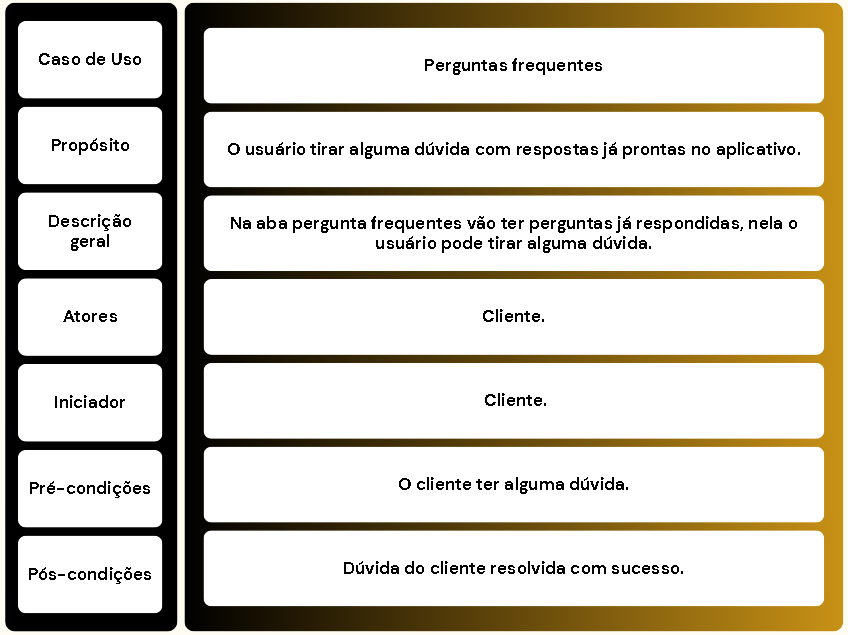 Caso de Uso
Perguntas frequentes
Propósito
O usuário tirar alguma dúvida com respostas já prontas no aplicativo.
Descrição
geral
Na aba pergunta frequentes vão ter perguntas já respondidas, nela o
usuário pode tirar alguma dúvida.
Atores
Cliente.
Iniciador
Cliente.
Pré-condições
O cliente ter alguma dúvida.
Pós-condições
Dúvida do cliente resolvida com sucesso.